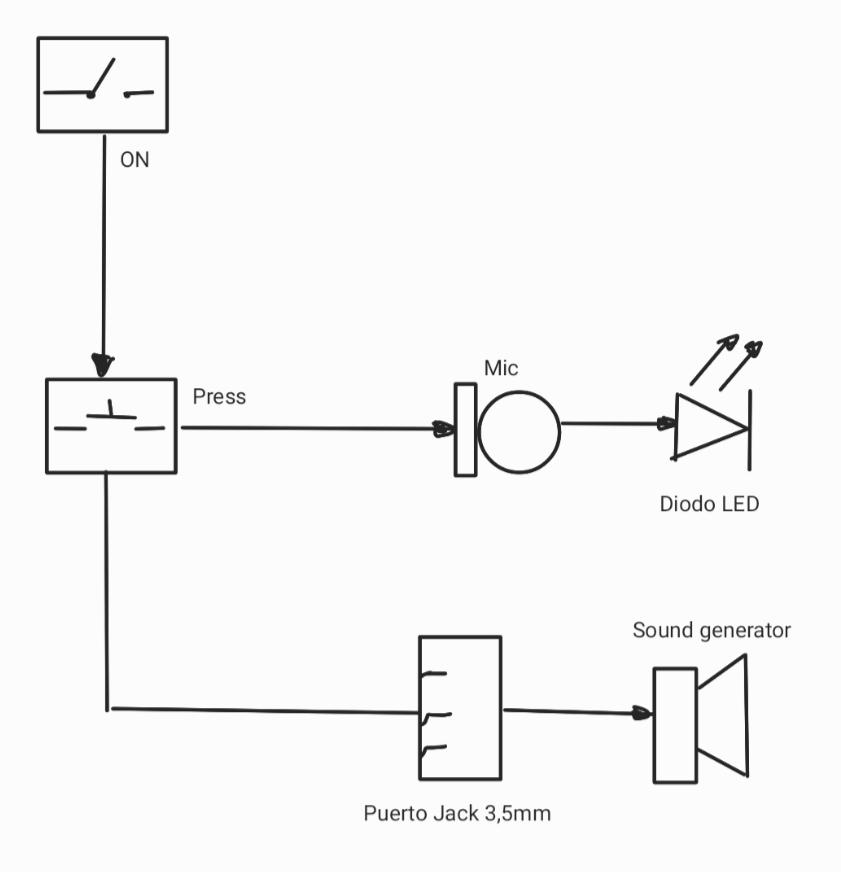 ON
Press
Mic
Diodo LED
Sound generator
Puerto Jack 3,5mm